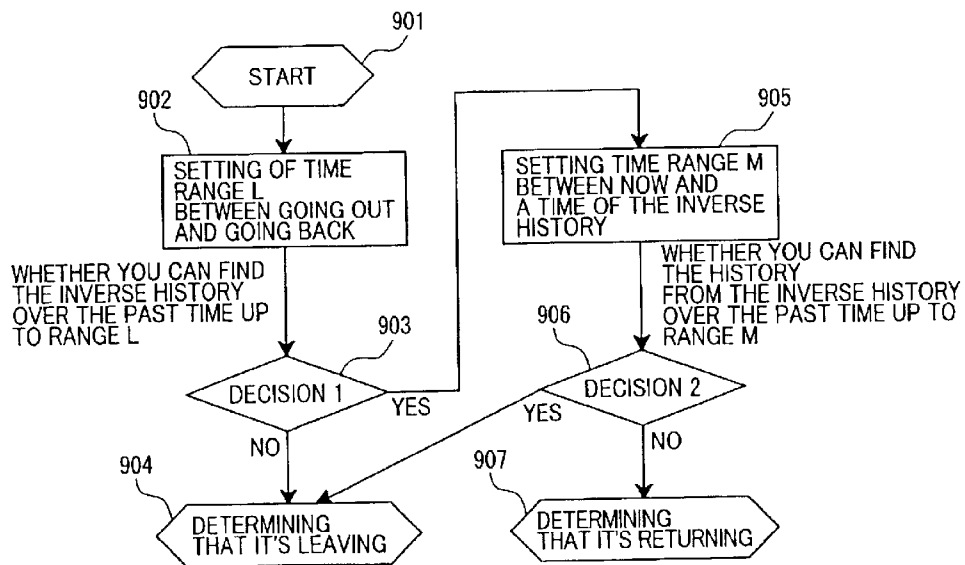 901
START
902
SETTING OF TIME
RANGE L
BETWEEN GOING OUT
AND GOING BACK
WHETHER YOU CAN FIND
THE INVERSE HISTORY
OVER THE PAST TIME UP
TO RANGE L
903
DECISION 1
YES
NO
904
DETERMINING
THAT IT'S LEAVING
905
SETTING TIME RANGE M
BETWEEN NOW AND
A TIME OF THE INVERSE
HISTORY
WHETHER YOU CAN FIND
THE HISTORY
FROM THE INVERSE HISTORY
OVER THE PAST TIME UP TO
RANGE M
906
DECISION 2
YES
NO
907
DETERMINING
THAT IT'S RETURNING